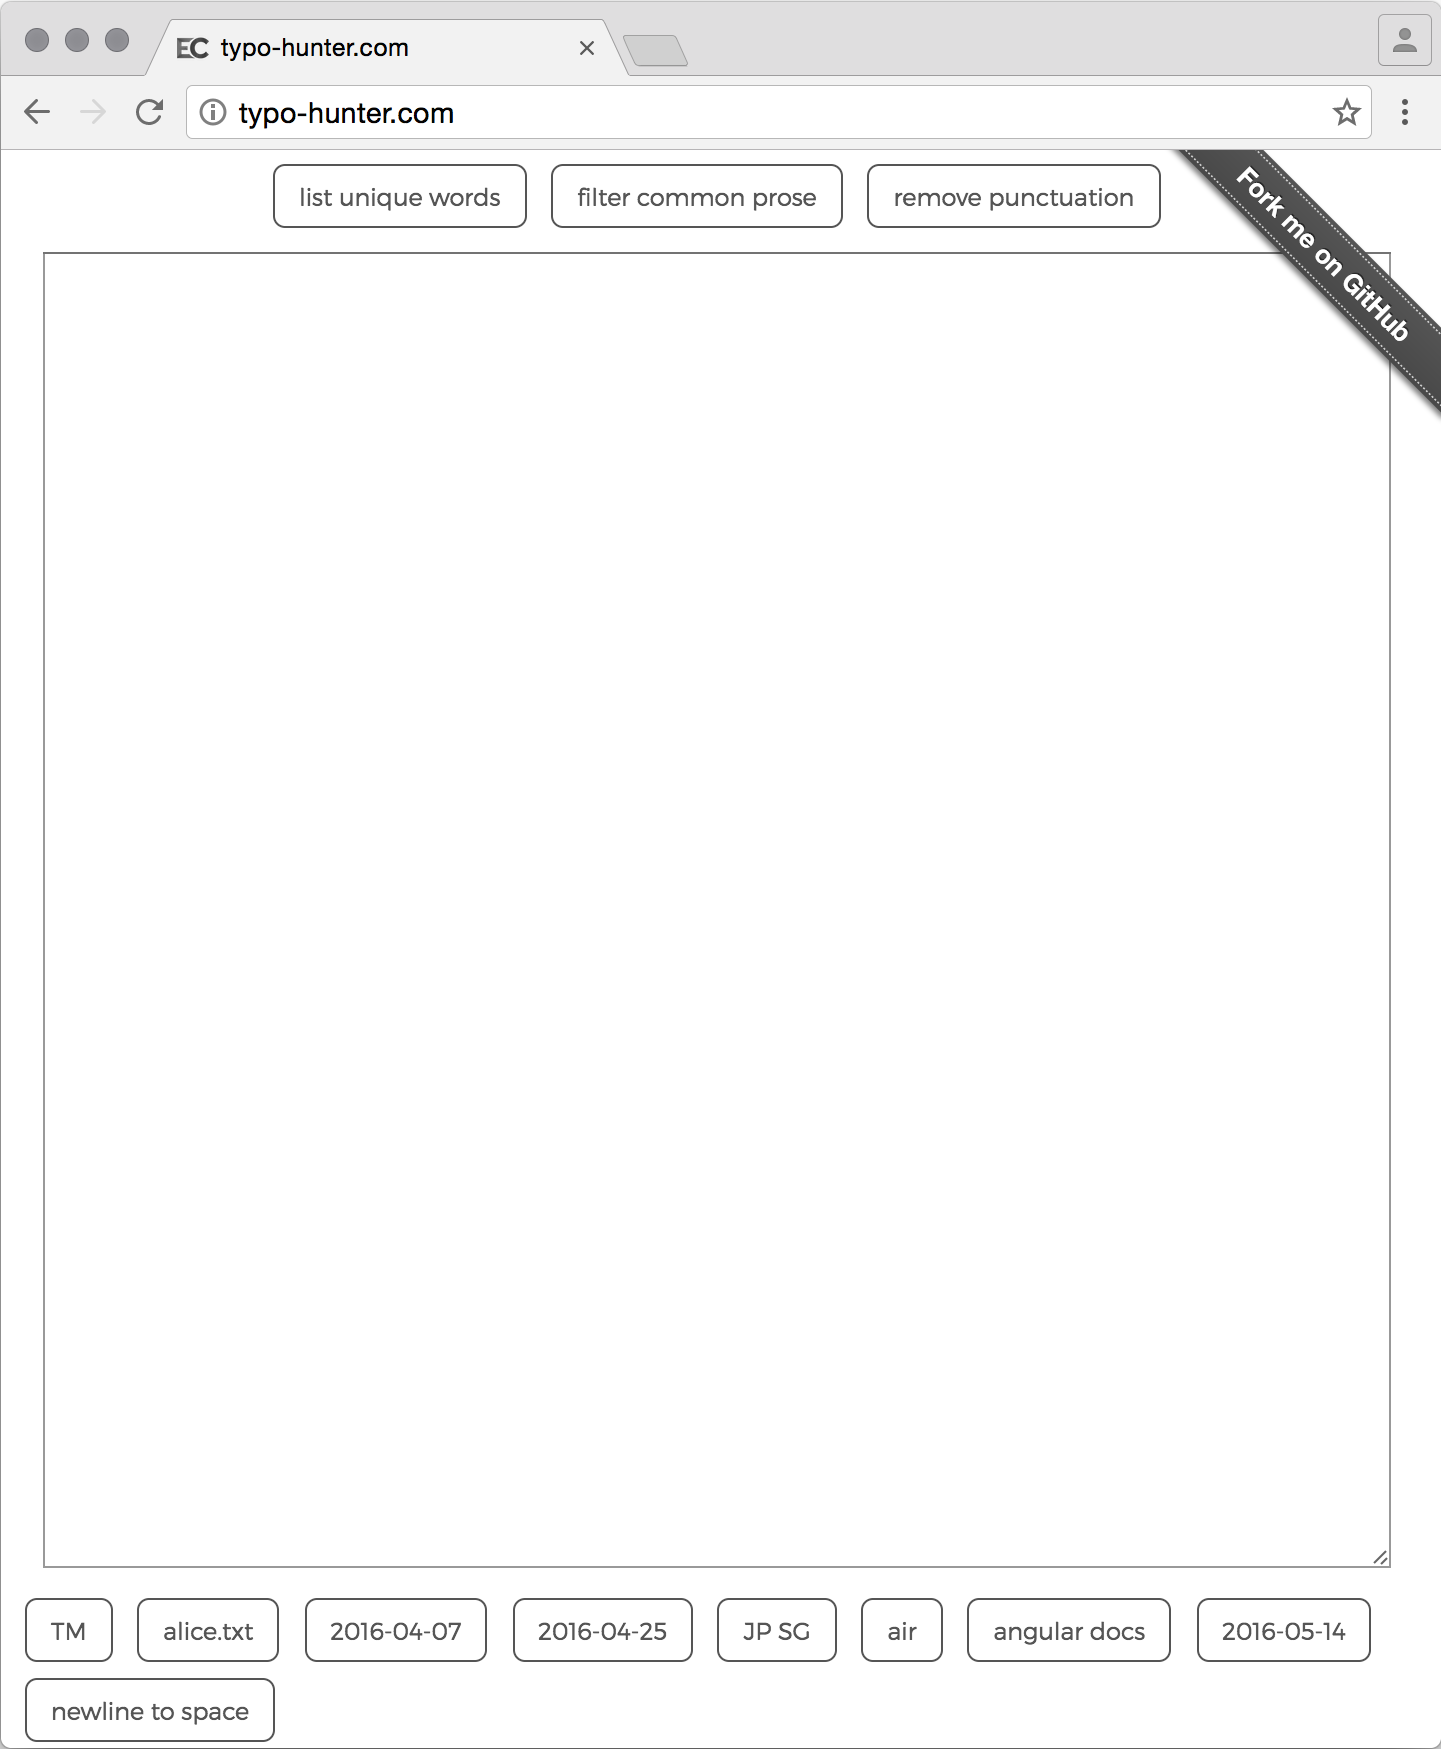 EC typo-hunter.com
typo-hunter.com
list unique words filter common prose remove punctuation
Fork me on GitHub
TM alice.txt 2016-04-07 2016-04-25 JP SG air angular docs 2016-05-14
newline to space